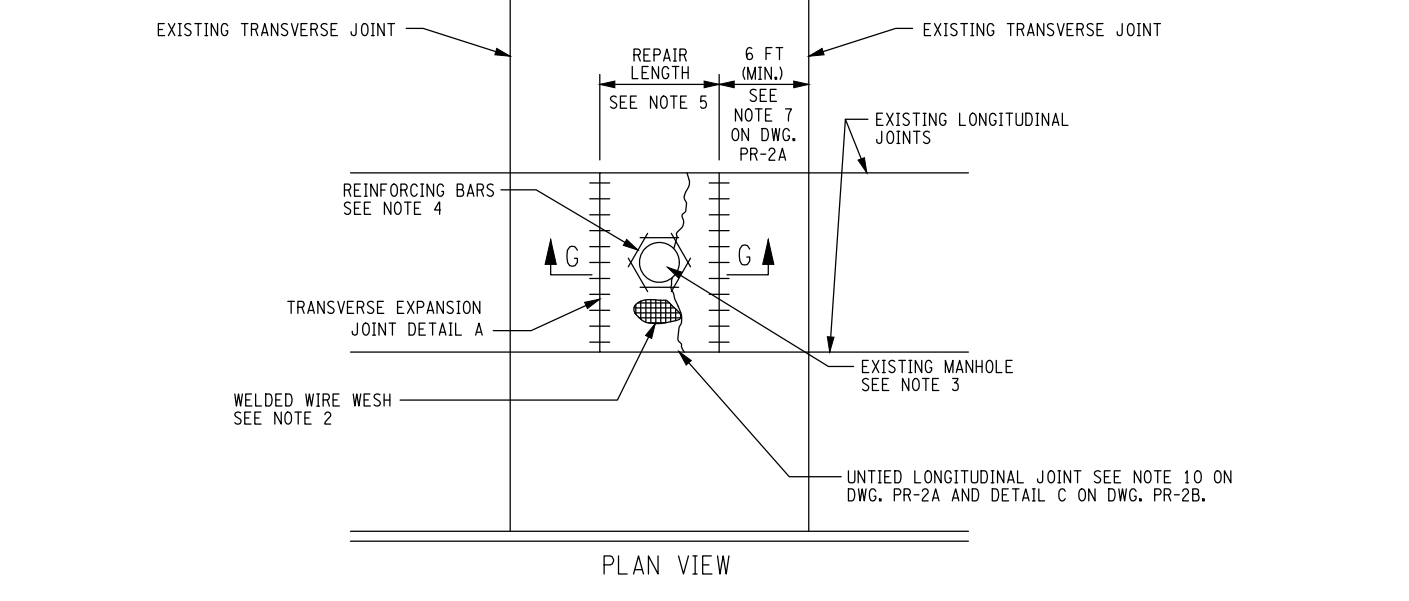 EXISTING TRANSVERSE JOINT
EXISTING TRANSVERSE JOINT
REPAIR
LENGTH
SEE NOTE 5
6 FT
(MIN.)
SEE
NOTE 7
ON DWG.
PR-2A
EXISTING LONGITUDINAL
JOINTS
REINFORCING BARS
SEE NOTE 4
G
G
TRANSVERSE EXPANSION
JOINT DETAIL A
EXISTING MANHOLE
SEE NOTE 3
WELDED WIRE WESH
SEE NOTE 2
UNTIED LONGITUDINAL JOINT SEE NOTE 10 ON
DWG. PR-2A AND DETAIL C ON DWG. PR-2B.
PLAN VIEW